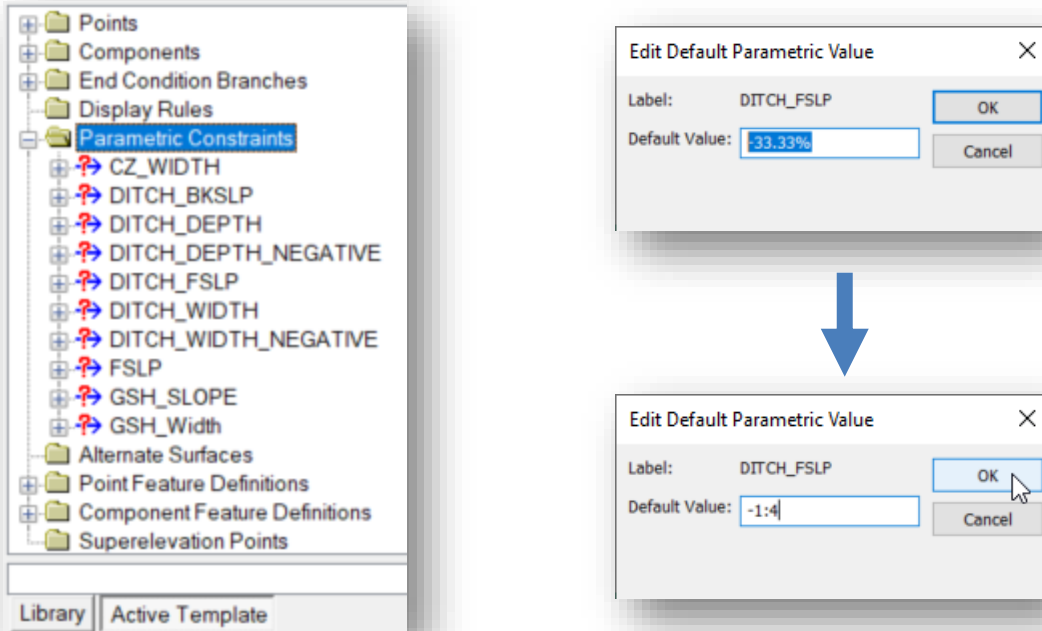 Points
Components
End Condition Branches
Display Rules
Parametric Constraints
CZ_WIDTH
DITCH_BKSLP
DITCH_DEPTH
DITCH_DEPTH_NEGATIVE
DITCH_FSLP
DITCH_WIDTH
DITCH_WIDTH_NEGATIVE
FSLP
GSH_SLOPE
GSH_Width
Alternate Surfaces
Point Feature Definitions
Component Feature Definitions
Superelevation Points
Library Active Template
Edit Default Parametric Value
Label: DITCH_FSLP OK
Default Value: -33.33% Cancel
Edit Default Parametric Value
Label: DITCH_FSLP OK
Default Value: -1:4 Cancel